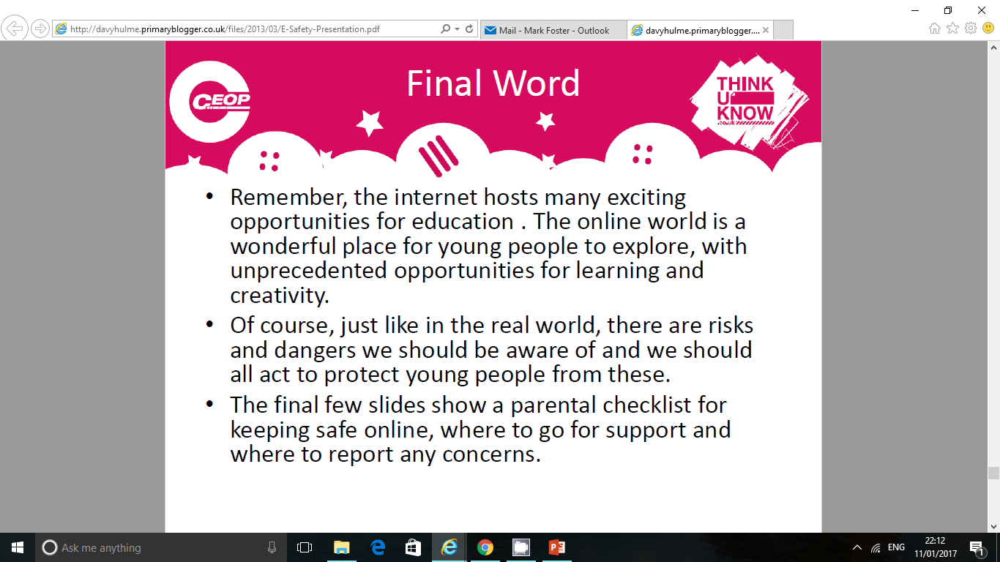 http://davyhulme.primaryblogger.co.uk/files/2013/03/E-Safety-Presentation.pdf
Mail - Mark Foster - Outlook
davyhulme.primaryblogger....
CEOP
Final Word
THINK
U
KNOW
.co.uk
• Remember, the internet hosts many exciting
opportunities for education . The online world is a
wonderful place for young people to explore, with
unprecedented opportunities for learning and
creativity.
• Of course, just like in the real world, there are risks
and dangers we should be aware of and we should
all act to protect young people from these.
• The final few slides show a parental checklist for
keeping safe online, where to go for support and
where to report any concerns.
Ask me anything
ENG
22:12
11/01/2017
1